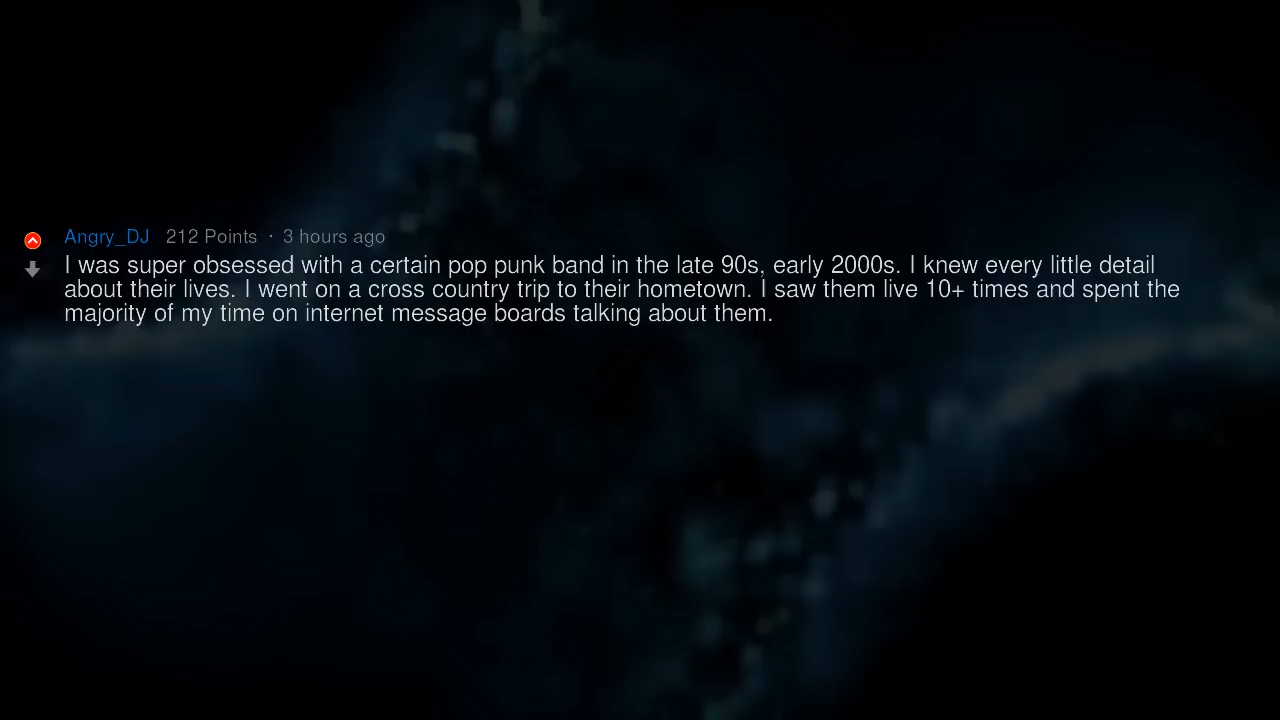 Angry_DJ 212 Points · 3 hours ago
I was super obsessed with a certain pop punk band in the late 90s, early 2000s. I knew every little detail
about their lives. I went on a cross country trip to their hometown. I saw them live 10+ times and spent the
majority of my time on internet message boards talking about them.